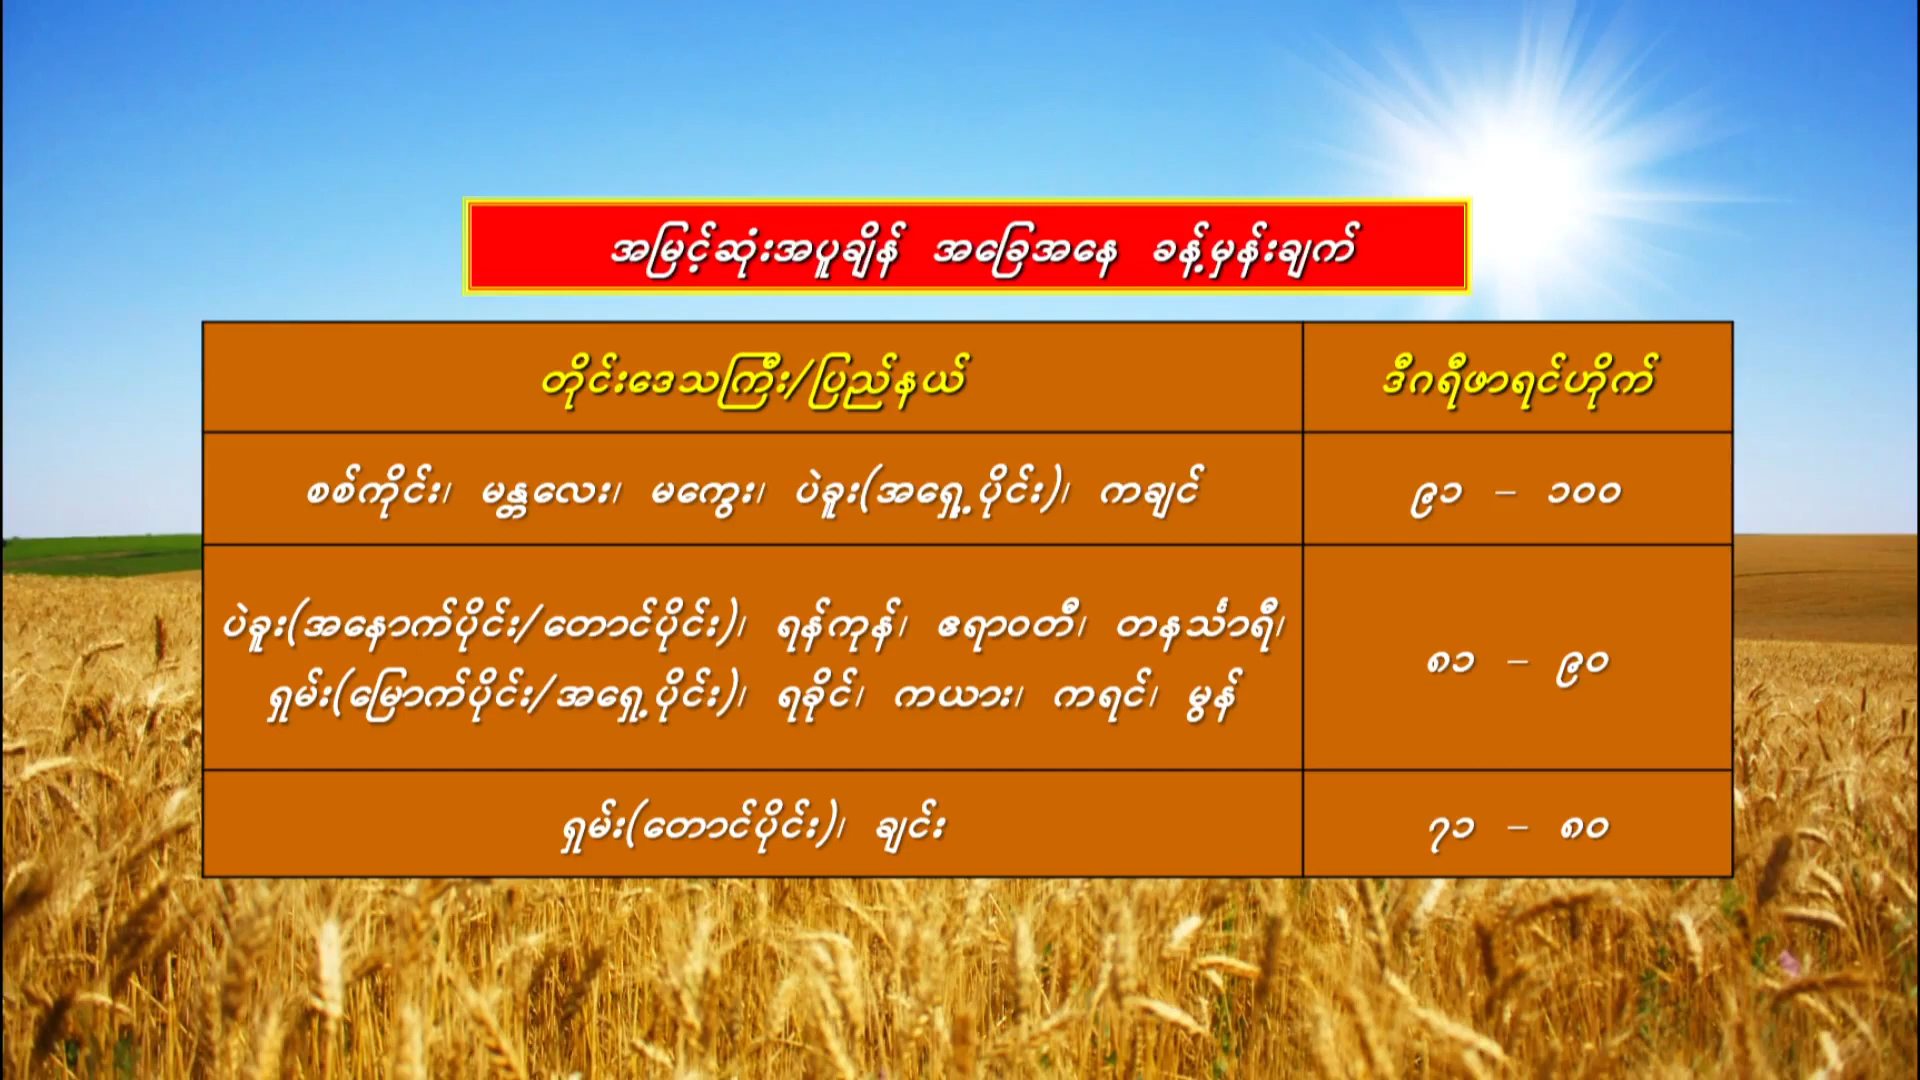 အမြင့်ဆုံးအပူချိန် အခြေအနေ ခန့်မှန်းချက်
တိုင်းဒေသကြီး/ပြည်နယ် ဒီဂရီဖာရင်ဟိုက်
စစ်ကိုင်း၊ မန္တလေး၊ မကွေး၊ ပဲခူး(အရှေ့ပိုင်း)၊ ကချင် ၉၁ - ၁၀၀
ပဲခူး(အနောက်ပိုင်း/တောင်ပိုင်း)၊ ရန်ကုန်၊ ဧရာဝတီ၊ တနင်္သာရီ၊
ရှမ်း(မြောက်ပိုင်း/အရှေ့ပိုင်း)၊ ရခိုင်၊ ကယား၊ ကရင်၊ မွန် ၈၁ - ၉၀
ရှမ်း(တောင်ပိုင်း)၊ ချင်း ၇၁ - ၈၀